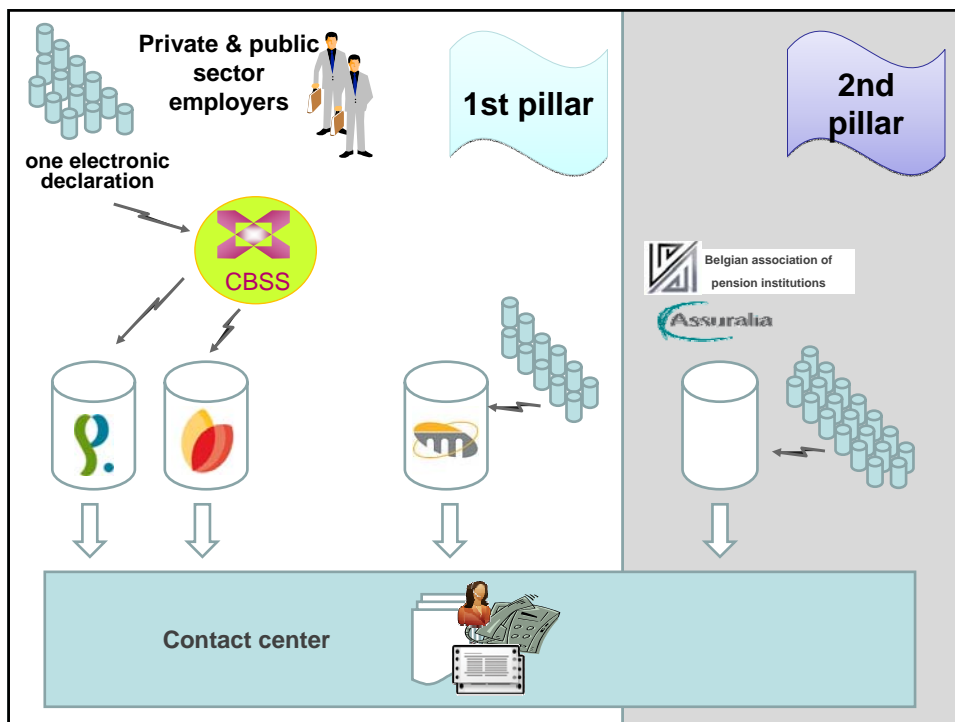 Private & public
sector
employers
1st pillar
2nd
pillar
one electronic
declaration
CBSS
Belgian association of
pension institutions
Assuralia
Contact center